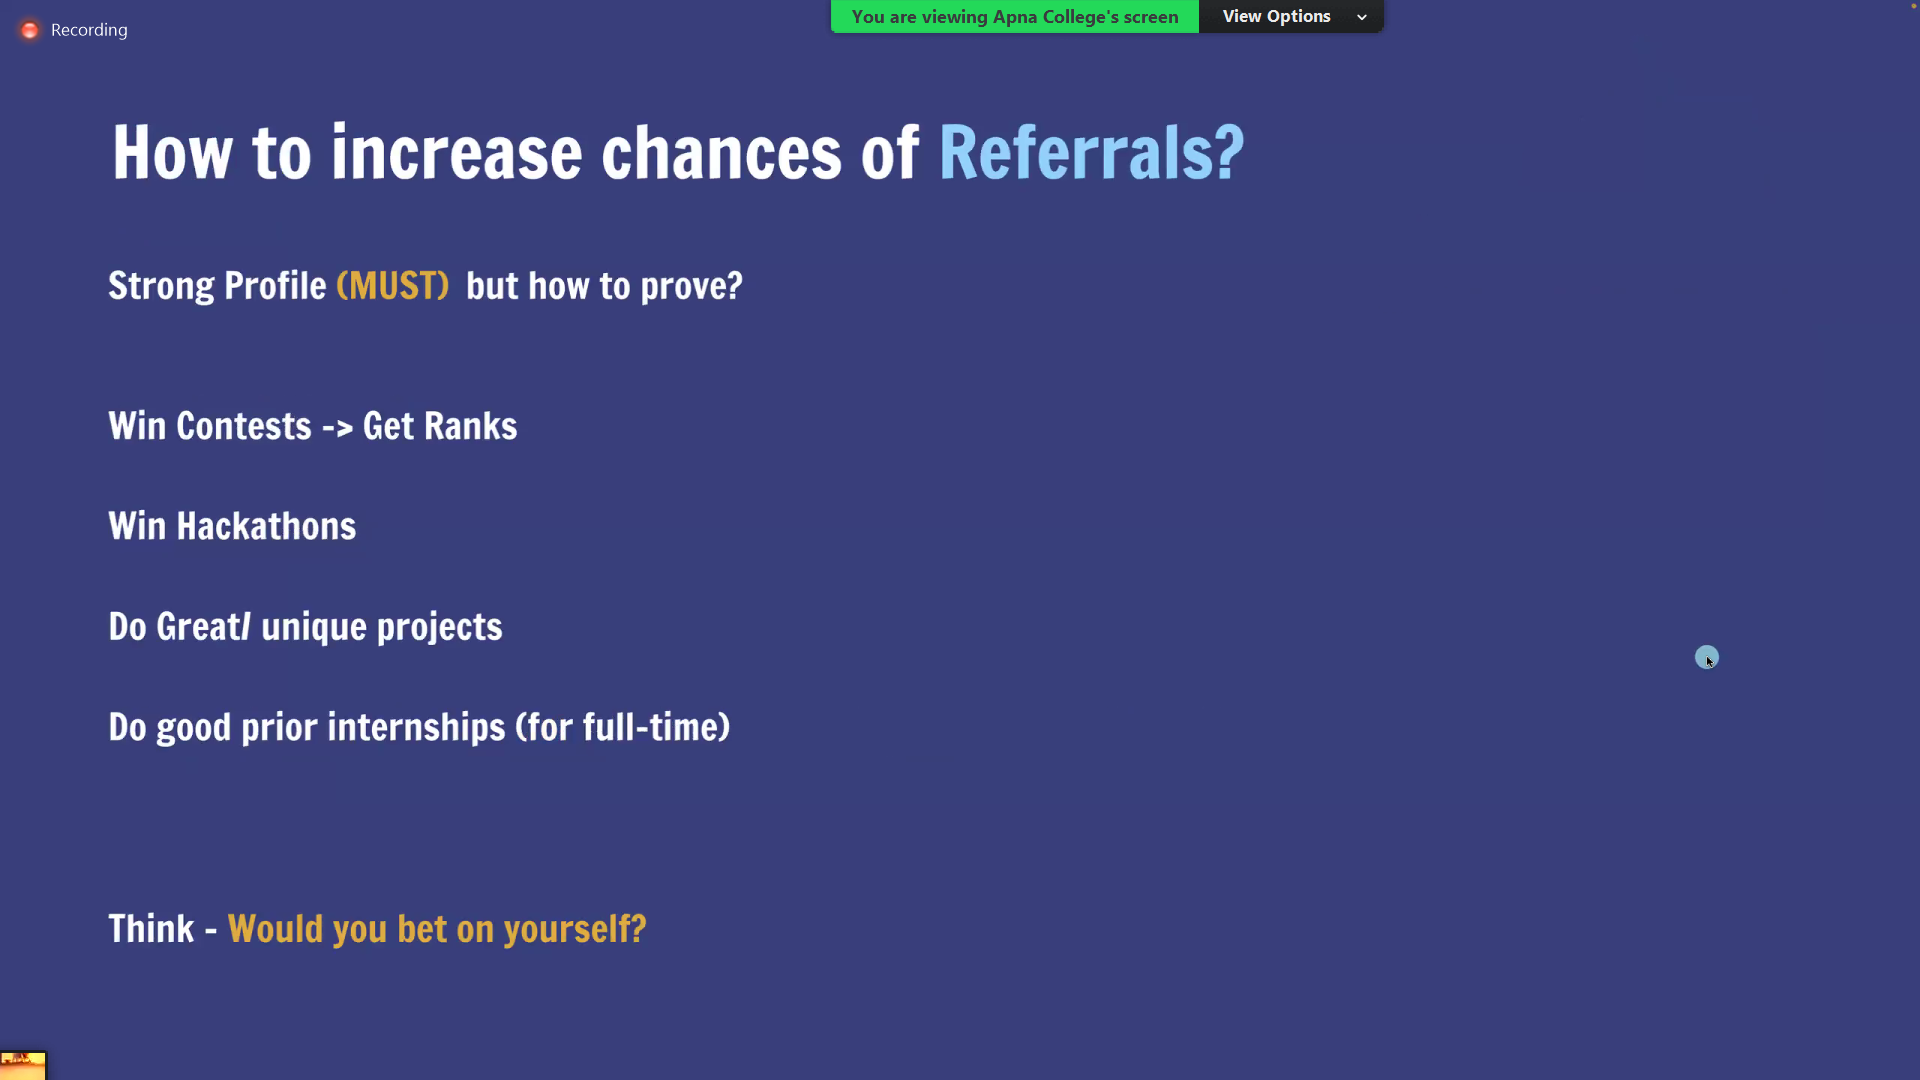 Recording
You are viewing Apna College's screen View Options
How to increase chances of Referrals?
Strong Profile (MUST) but how to prove?
Win Contests -> Get Ranks
Win Hackathons
Do Great/ unique projects
Do good prior internships (for full-time)
Think - Would you bet on yourself?